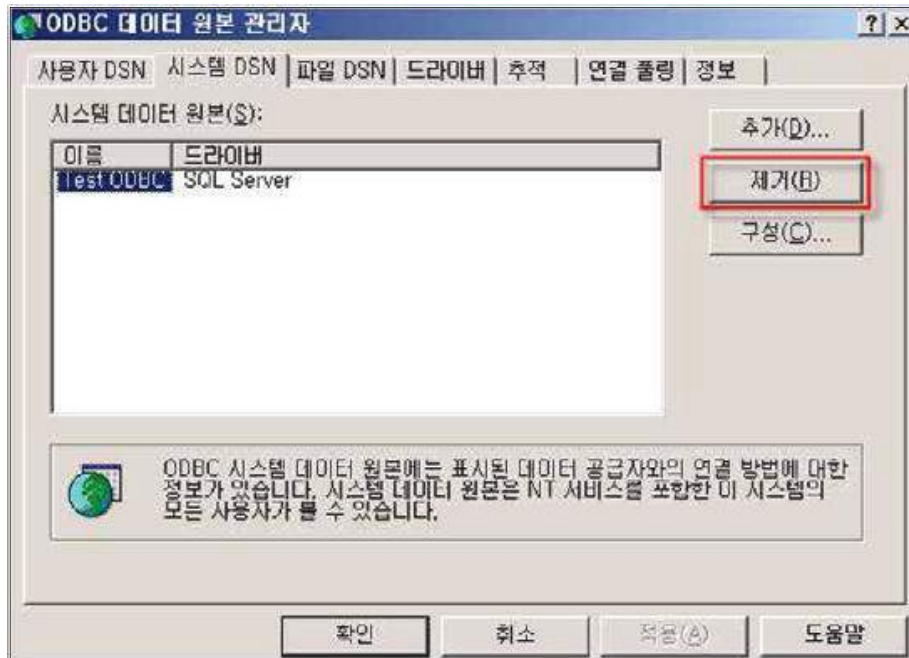 ODBC 데이터 원본 관리자
사용자 DSN 시스템 DSN 파일 DSN 드라이버 추적 연결 풀링 정보
시스템 데이터 원본(S):
추가(D)...
이름 드라이버
Test ODBC SQL Server
제거(R)
구성(C)...
ODBC 시스템 데이터 원본에는 표시된 데이터 공급자와의 연결 방법에 대한
정보가 있습니다. 시스템 데이터 원본은 NT 서비스를 포함한 이 시스템의
모든 사용자가 볼 수 있습니다.
확인 취소 적용(A) 도움말